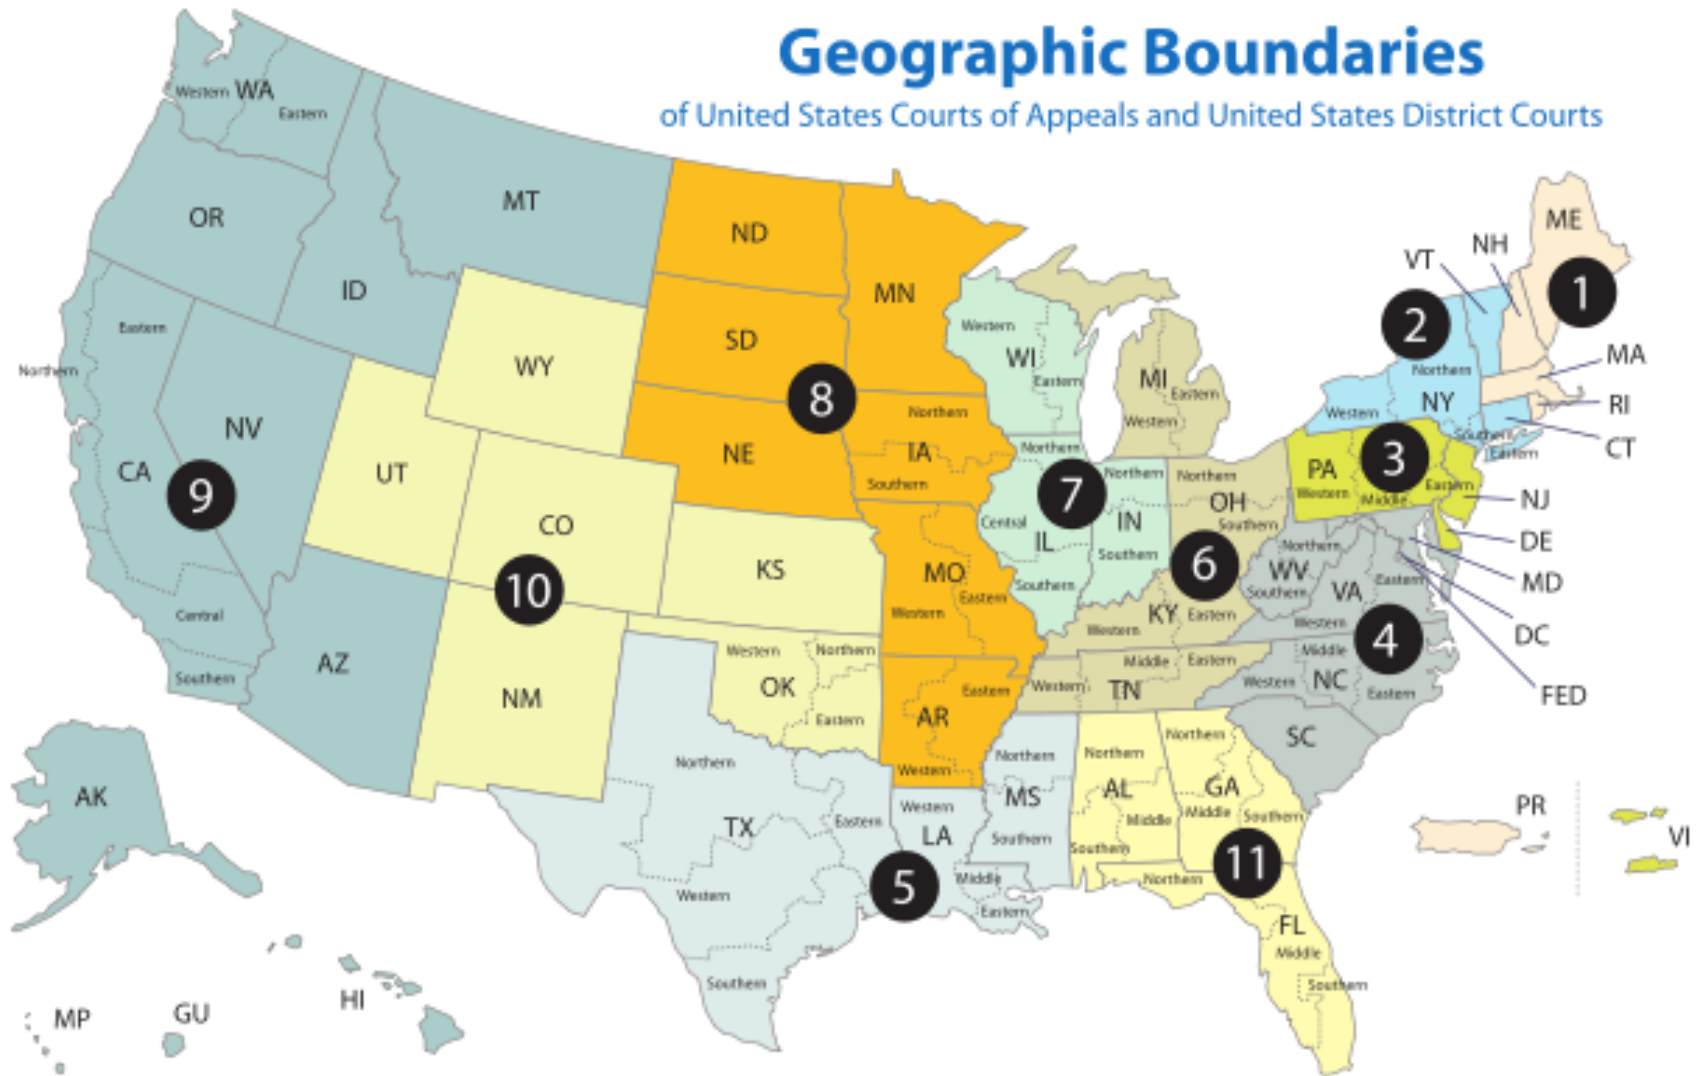 Geographic Boundaries
of United States Courts of Appeals and United States District Courts
Western WA
Eastern
OR
MT
ID
ND
MN
SD
WY
8
NE
Northern
IA
Southern
Eastern
Northern
NV
CA
9
Central
Southern
UT
CO
10
KS
AZ
NM
Western
Northern
OK
Eastern
MO
Western
Eastern
Eastern
AR
Western
Western
WI
Eastern
MI
Eastern
Western
Northern
7
Central
IL
Southern
Northern
IN
Southern
Northern
OH
Southern
6
KY
Western
Eastern
Middle
Eastern
Western
TN
ME
NH
VT
1
2
MA
Northern
NY
Western
RI
Southern
CT
Eastern
3
PA
Western
Middle
Eastern
NJ
DE
MD
DC
FED
Northern
WV
Southern
VA
Eastern
Western
4
Middle
Western
NC
Eastern
SC
Northern
TX
Eastern
Western
Southern
5
Western
LA
Middle
Eastern
Northern
MS
Southern
Northern
AL
Middle
Southern
Northern
GA
Middle
Southern
11
Northern
FL
Middle
Southern
PR
VI
AK
HI
GU
MP